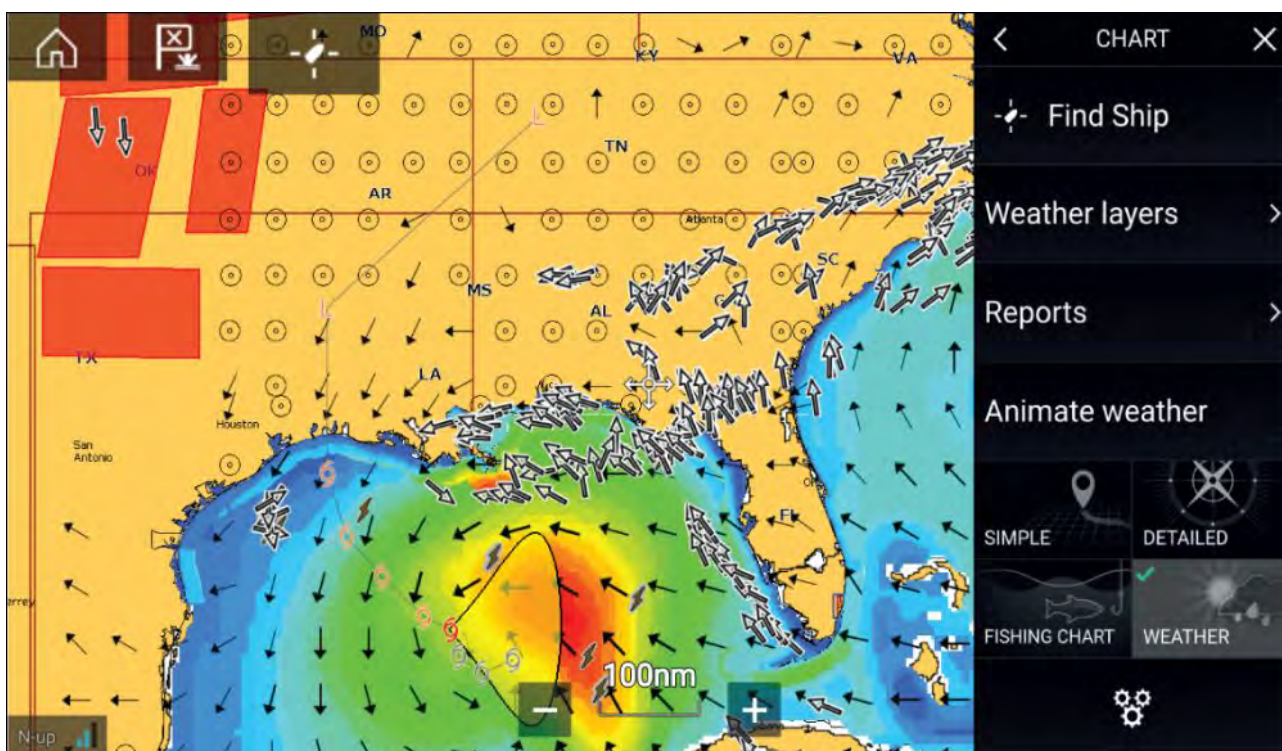 MO
KY
VA
CHART
Find Ship
OK
TN
AR
Atlanta
Weather layers
SC
MS
AL
Reports
TX
LA
Animate weather
Houston
San
Antonio
FL
SIMPLE
DETAILED
FISHING CHART
WEATHER
100nm
N-up